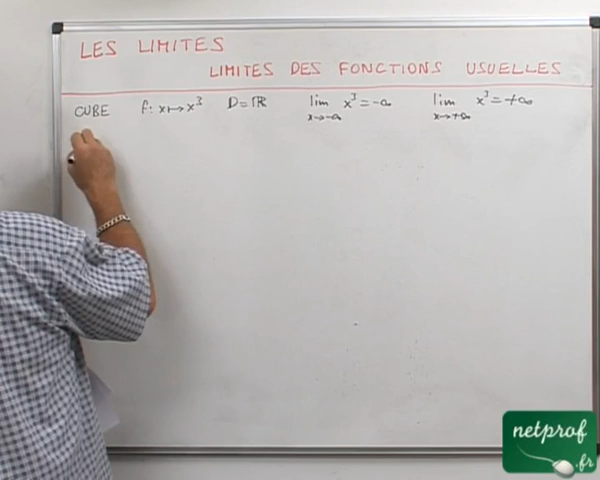 LES LIMITES
LIMITES DES FONCTIONS USUELLES
CUBE f: x↦x³ D=ℝ lim x³=-∞ lim x³=+∞
x→-∞ x→+∞
netprof
.fr